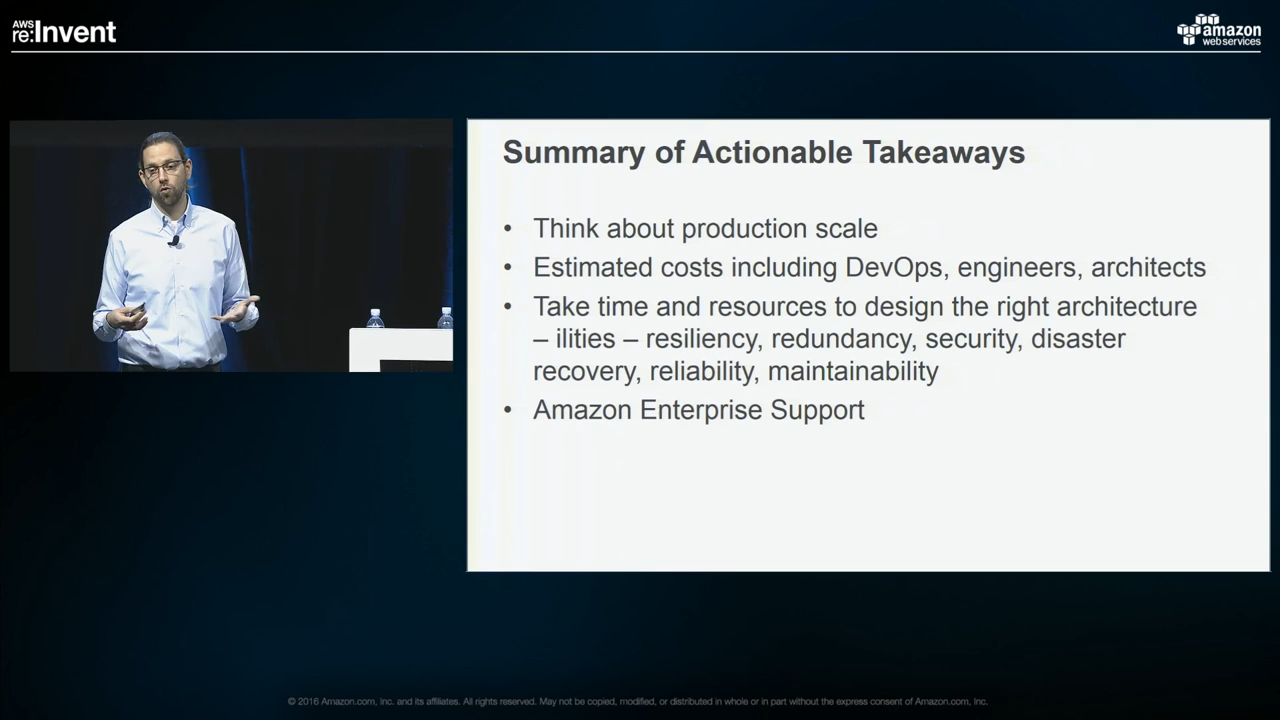 AWS
re:Invent
amazon
webservices
Summary of Actionable Takeaways
• Think about production scale
• Estimated costs including DevOps, engineers, architects
• Take time and resources to design the right architecture
– ilities – resiliency, redundancy, security, disaster
recovery, reliability, maintainability
• Amazon Enterprise Support
© 2016 Amazon.com, Inc. and its affiliates. All rights reserved. May not be copied, modified, or distributed in whole or in part without the express consent of Amazon.com, Inc.